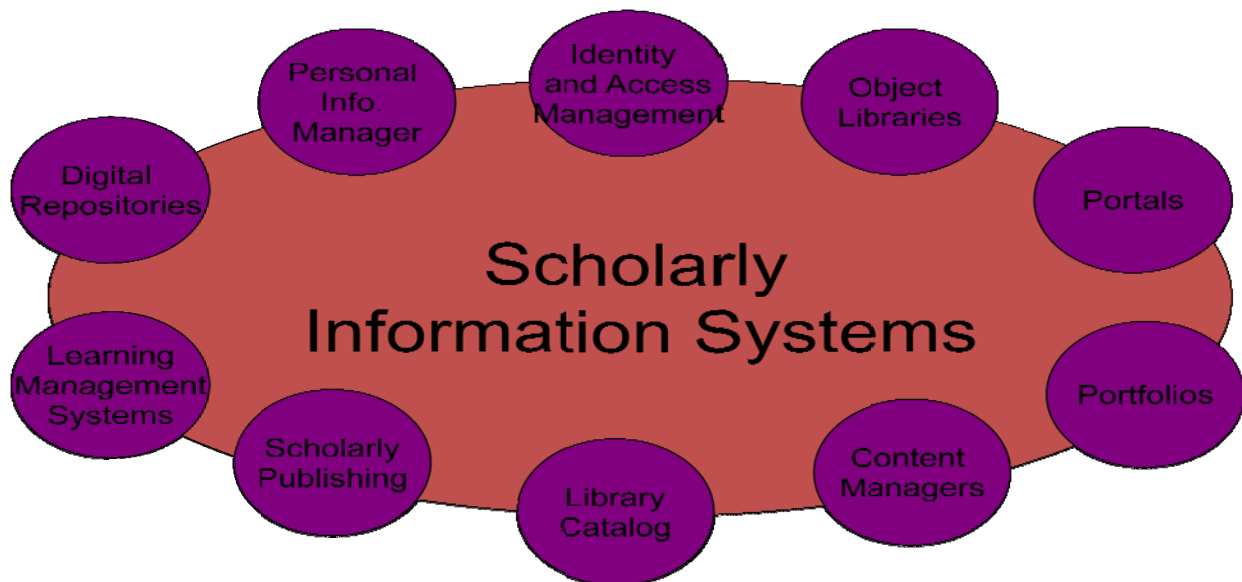 Identity
and Access
Management
Personal
Info.
Manager
Object
Libraries
Digital
Repositories
Portals
Scholarly
Information Systems
Learning
Management
Systems
Portfolios
Scholarly
Publishing
Content
Managers
Library
Catalog